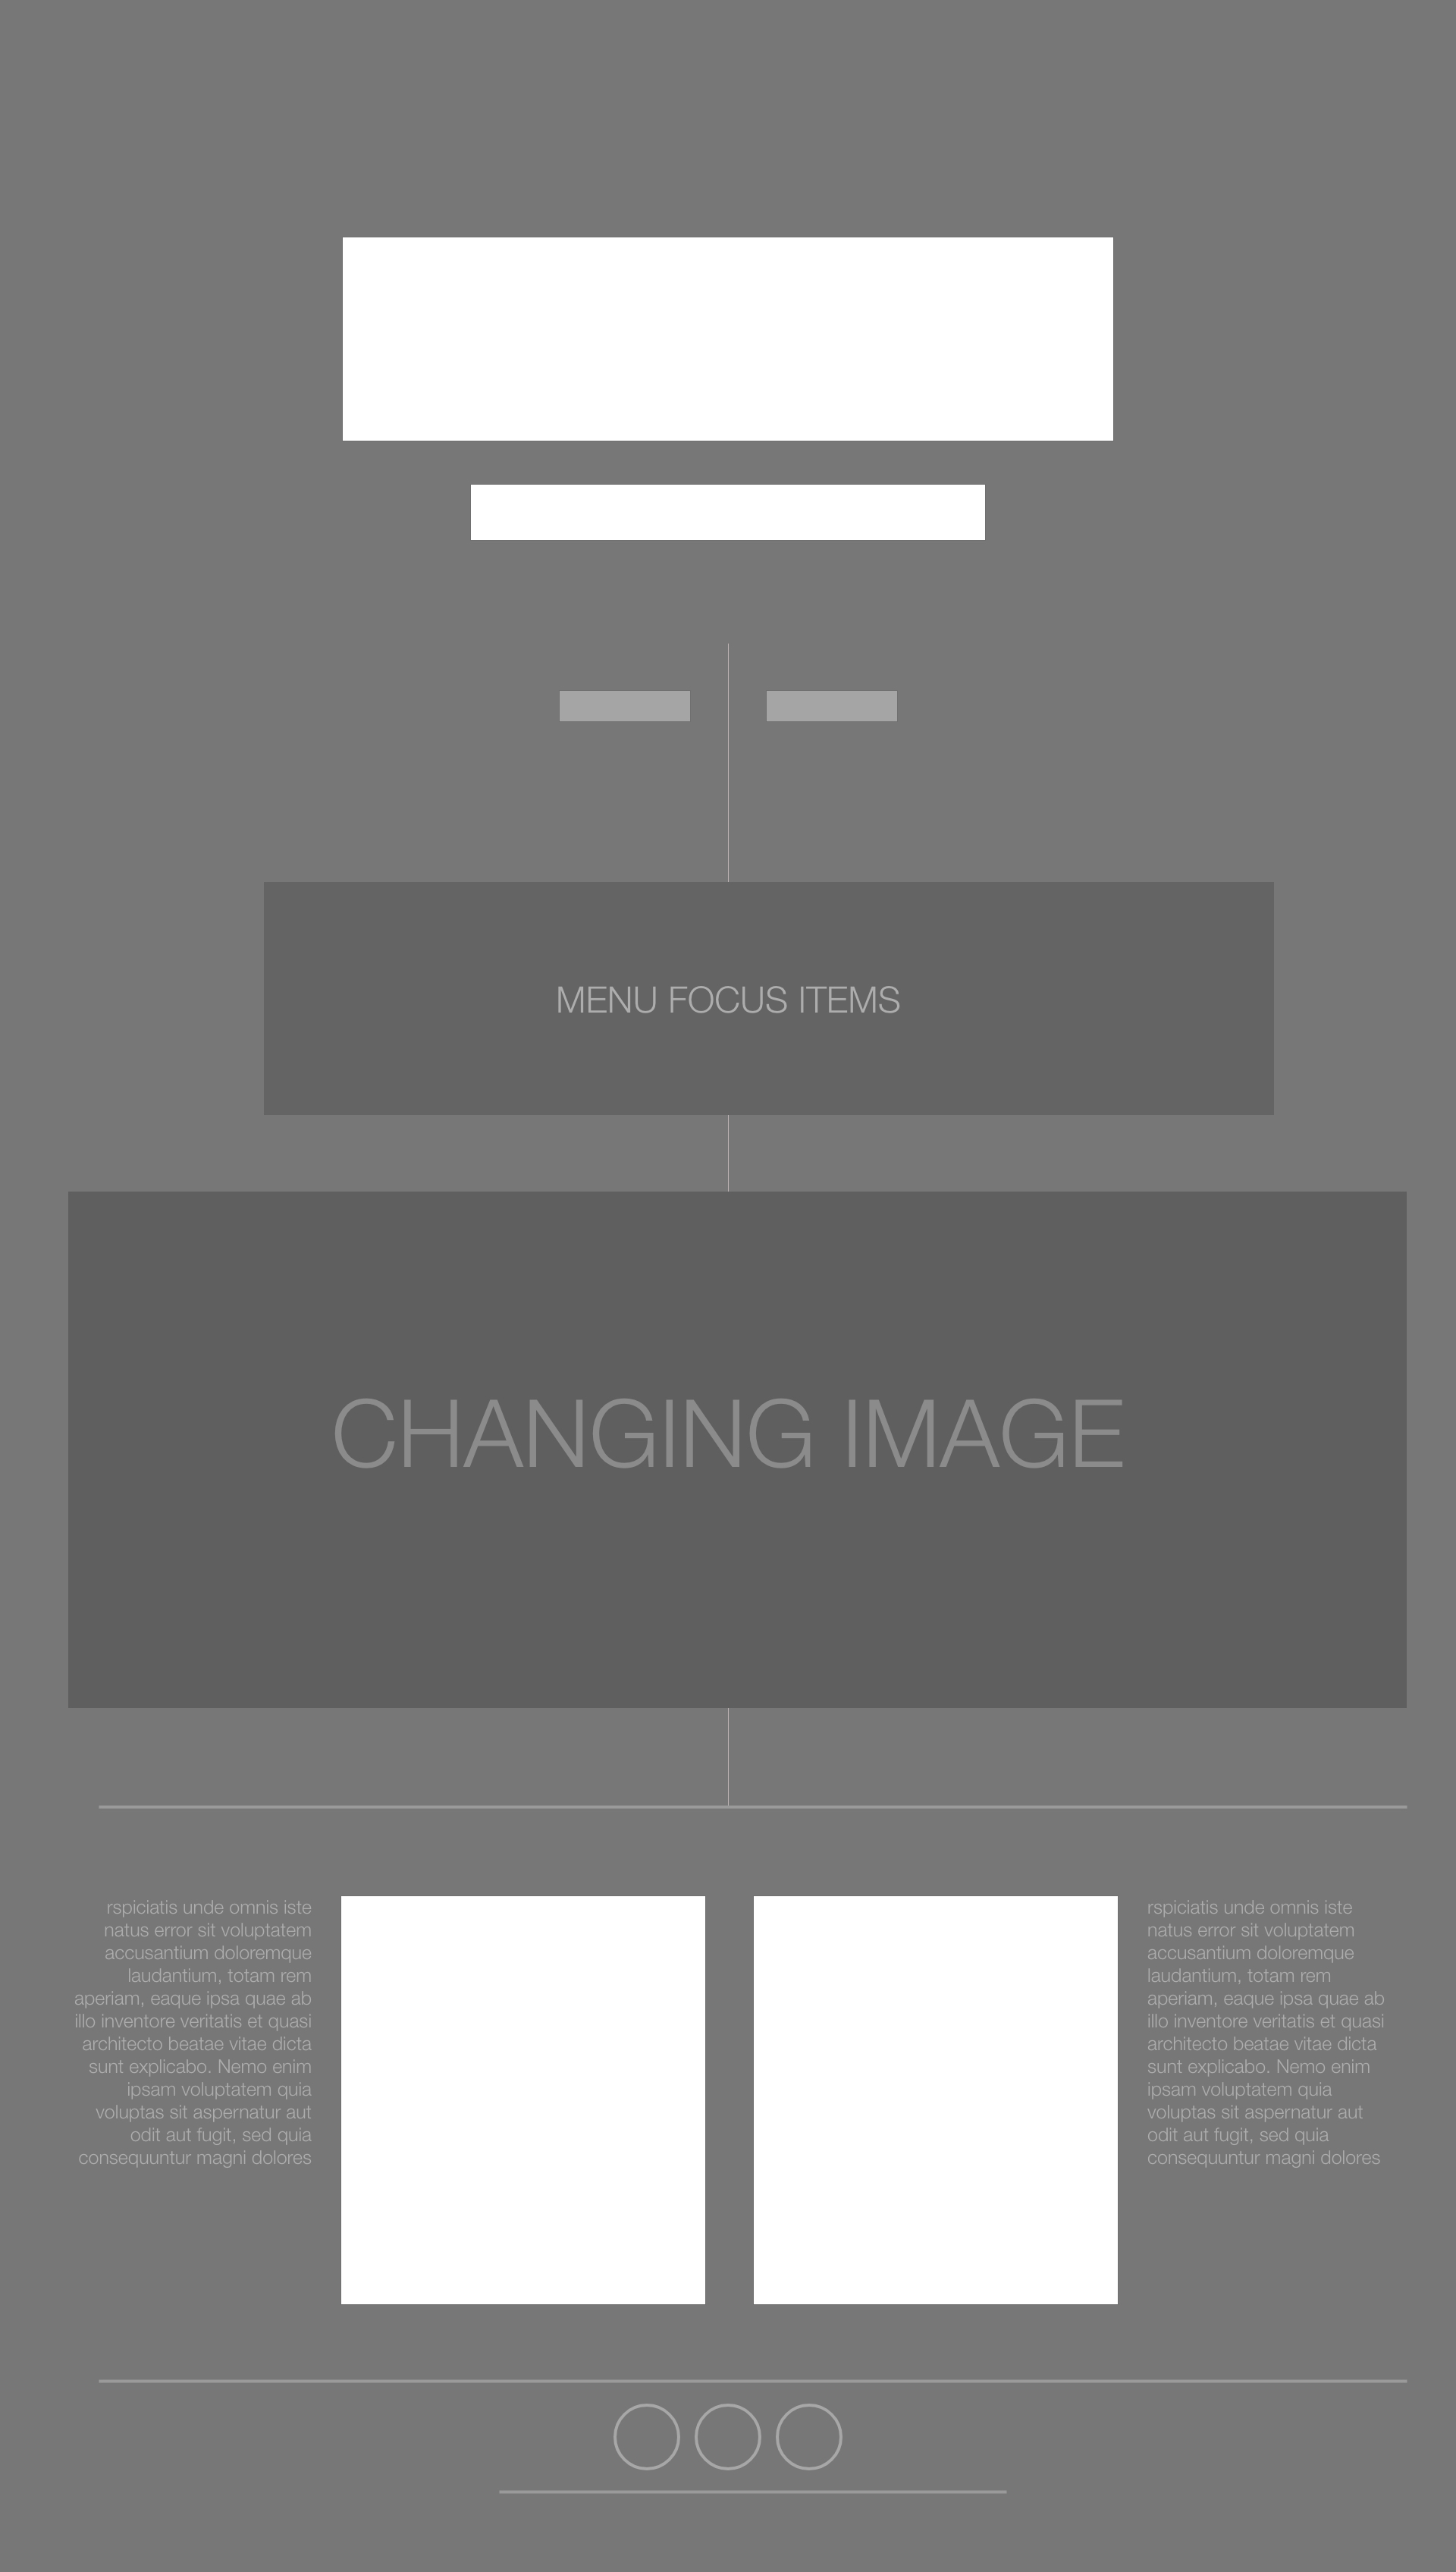 MENU FOCUS ITEMS
CHANGING IMAGE
rspiciatis unde omnis iste
natus error sit voluptatem
accusantium doloremque
laudantium, totam rem
aperiam, eaque ipsa quae ab
illo inventore veritatis et quasi
architecto beatae vitae dicta
sunt explicabo. Nemo enim
ipsam voluptatem quia
voluptas sit aspernatur aut
odit aut fugit, sed quia
consequuntur magni dolores
rspiciatis unde omnis iste
natus error sit voluptatem
accusantium doloremque
laudantium, totam rem
aperiam, eaque ipsa quae ab
illo inventore veritatis et quasi
architecto beatae vitae dicta
sunt explicabo. Nemo enim
ipsam voluptatem quia
voluptas sit aspernatur aut
odit aut fugit, sed quia
consequuntur magni dolores